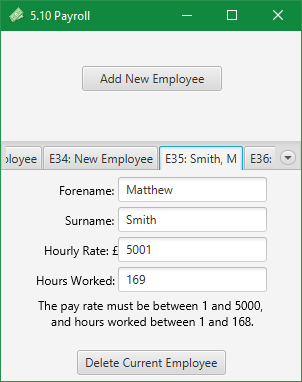 5.10 Payroll
Add New Employee
ployee E34: New Employee E35: Smith, M E36:
Forename: Matthew
Surname: Smith
Hourly Rate: £ 5001
Hours Worked: 169
The pay rate must be between 1 and 5000,
and hours worked between 1 and 168.
Delete Current Employee